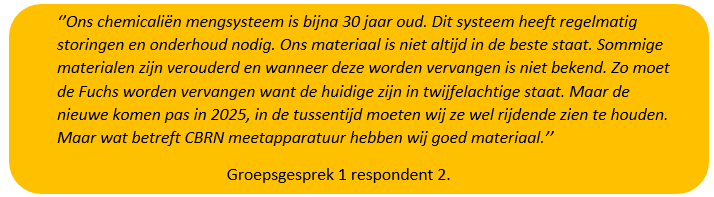 ‘’Ons chemicaliën mengsysteem is bijna 30 jaar oud. Dit systeem heeft regelmatig
storingen en onderhoud nodig. Ons materiaal is niet altijd in de beste staat. Sommige
materialen zijn verouderd en wanneer deze worden vervangen is niet bekend. Zo moet
de Fuchs worden vervangen want de huidige zijn in twijfelachtige staat. Maar de
nieuwe komen pas in 2025, in de tussentijd moeten wij ze wel rijdende zien te houden.
Maar wat betreft CBRN meetapparatuur hebben wij goed materiaal.’’
Groepsgesprek 1 respondent 2.